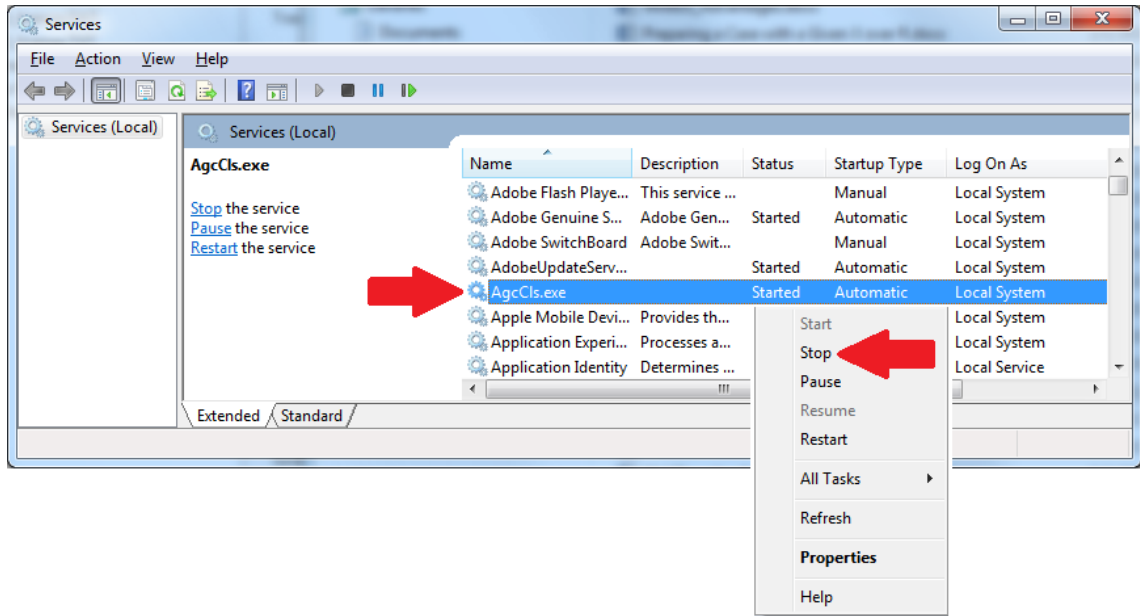 Services
File Action View Help
Services (Local)
Services (Local)
AgcCls.exe
Stop the service
Pause the service
Restart the service
Name Description Status Startup Type Log On As
Adobe Flash Playe... This service ... Manual Local System
Adobe Genuine S... Adobe Gen... Started Automatic Local System
Adobe SwitchBoard Adobe Swit... Manual Local System
AdobeUpdateServ... Started Automatic Local System
AgcCls.exe Started Automatic Local System
Apple Mobile Devi... Provides th... Local System
Application Experi... Processes a... Local System
Application Identity Determines ... Local Service
Extended Standard
Start
Stop
Pause
Resume
Restart
All Tasks
Refresh
Properties
Help